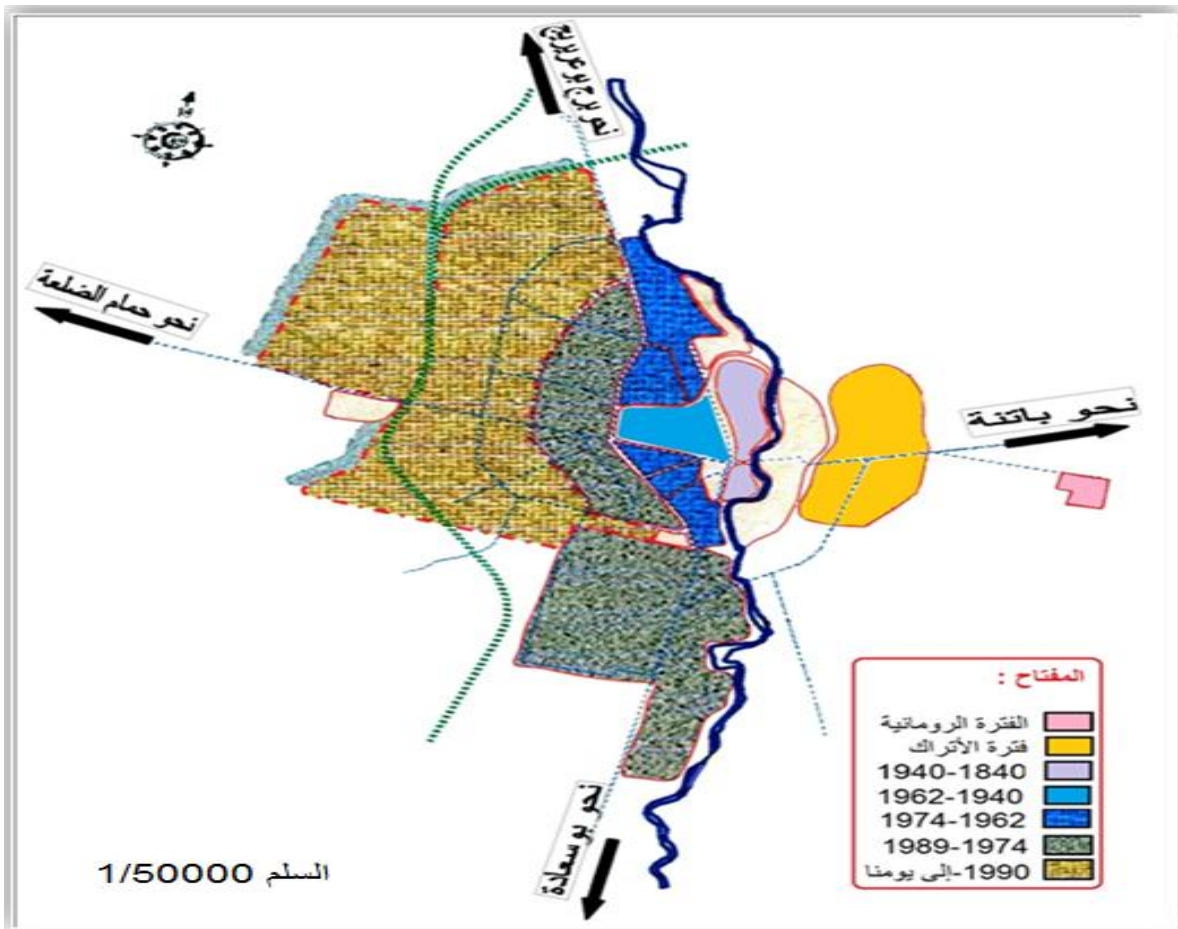 نحو برج بوعريريج
نحو حمام الضلعة
نحو باتنة
نحو بوسعادة
السلم 1/50000
المفتاح :
الفترة الرومانية
فترة الأتراك
1940-1840
1962-1940
1974-1962
1989-1974
1990-إلى يومنا